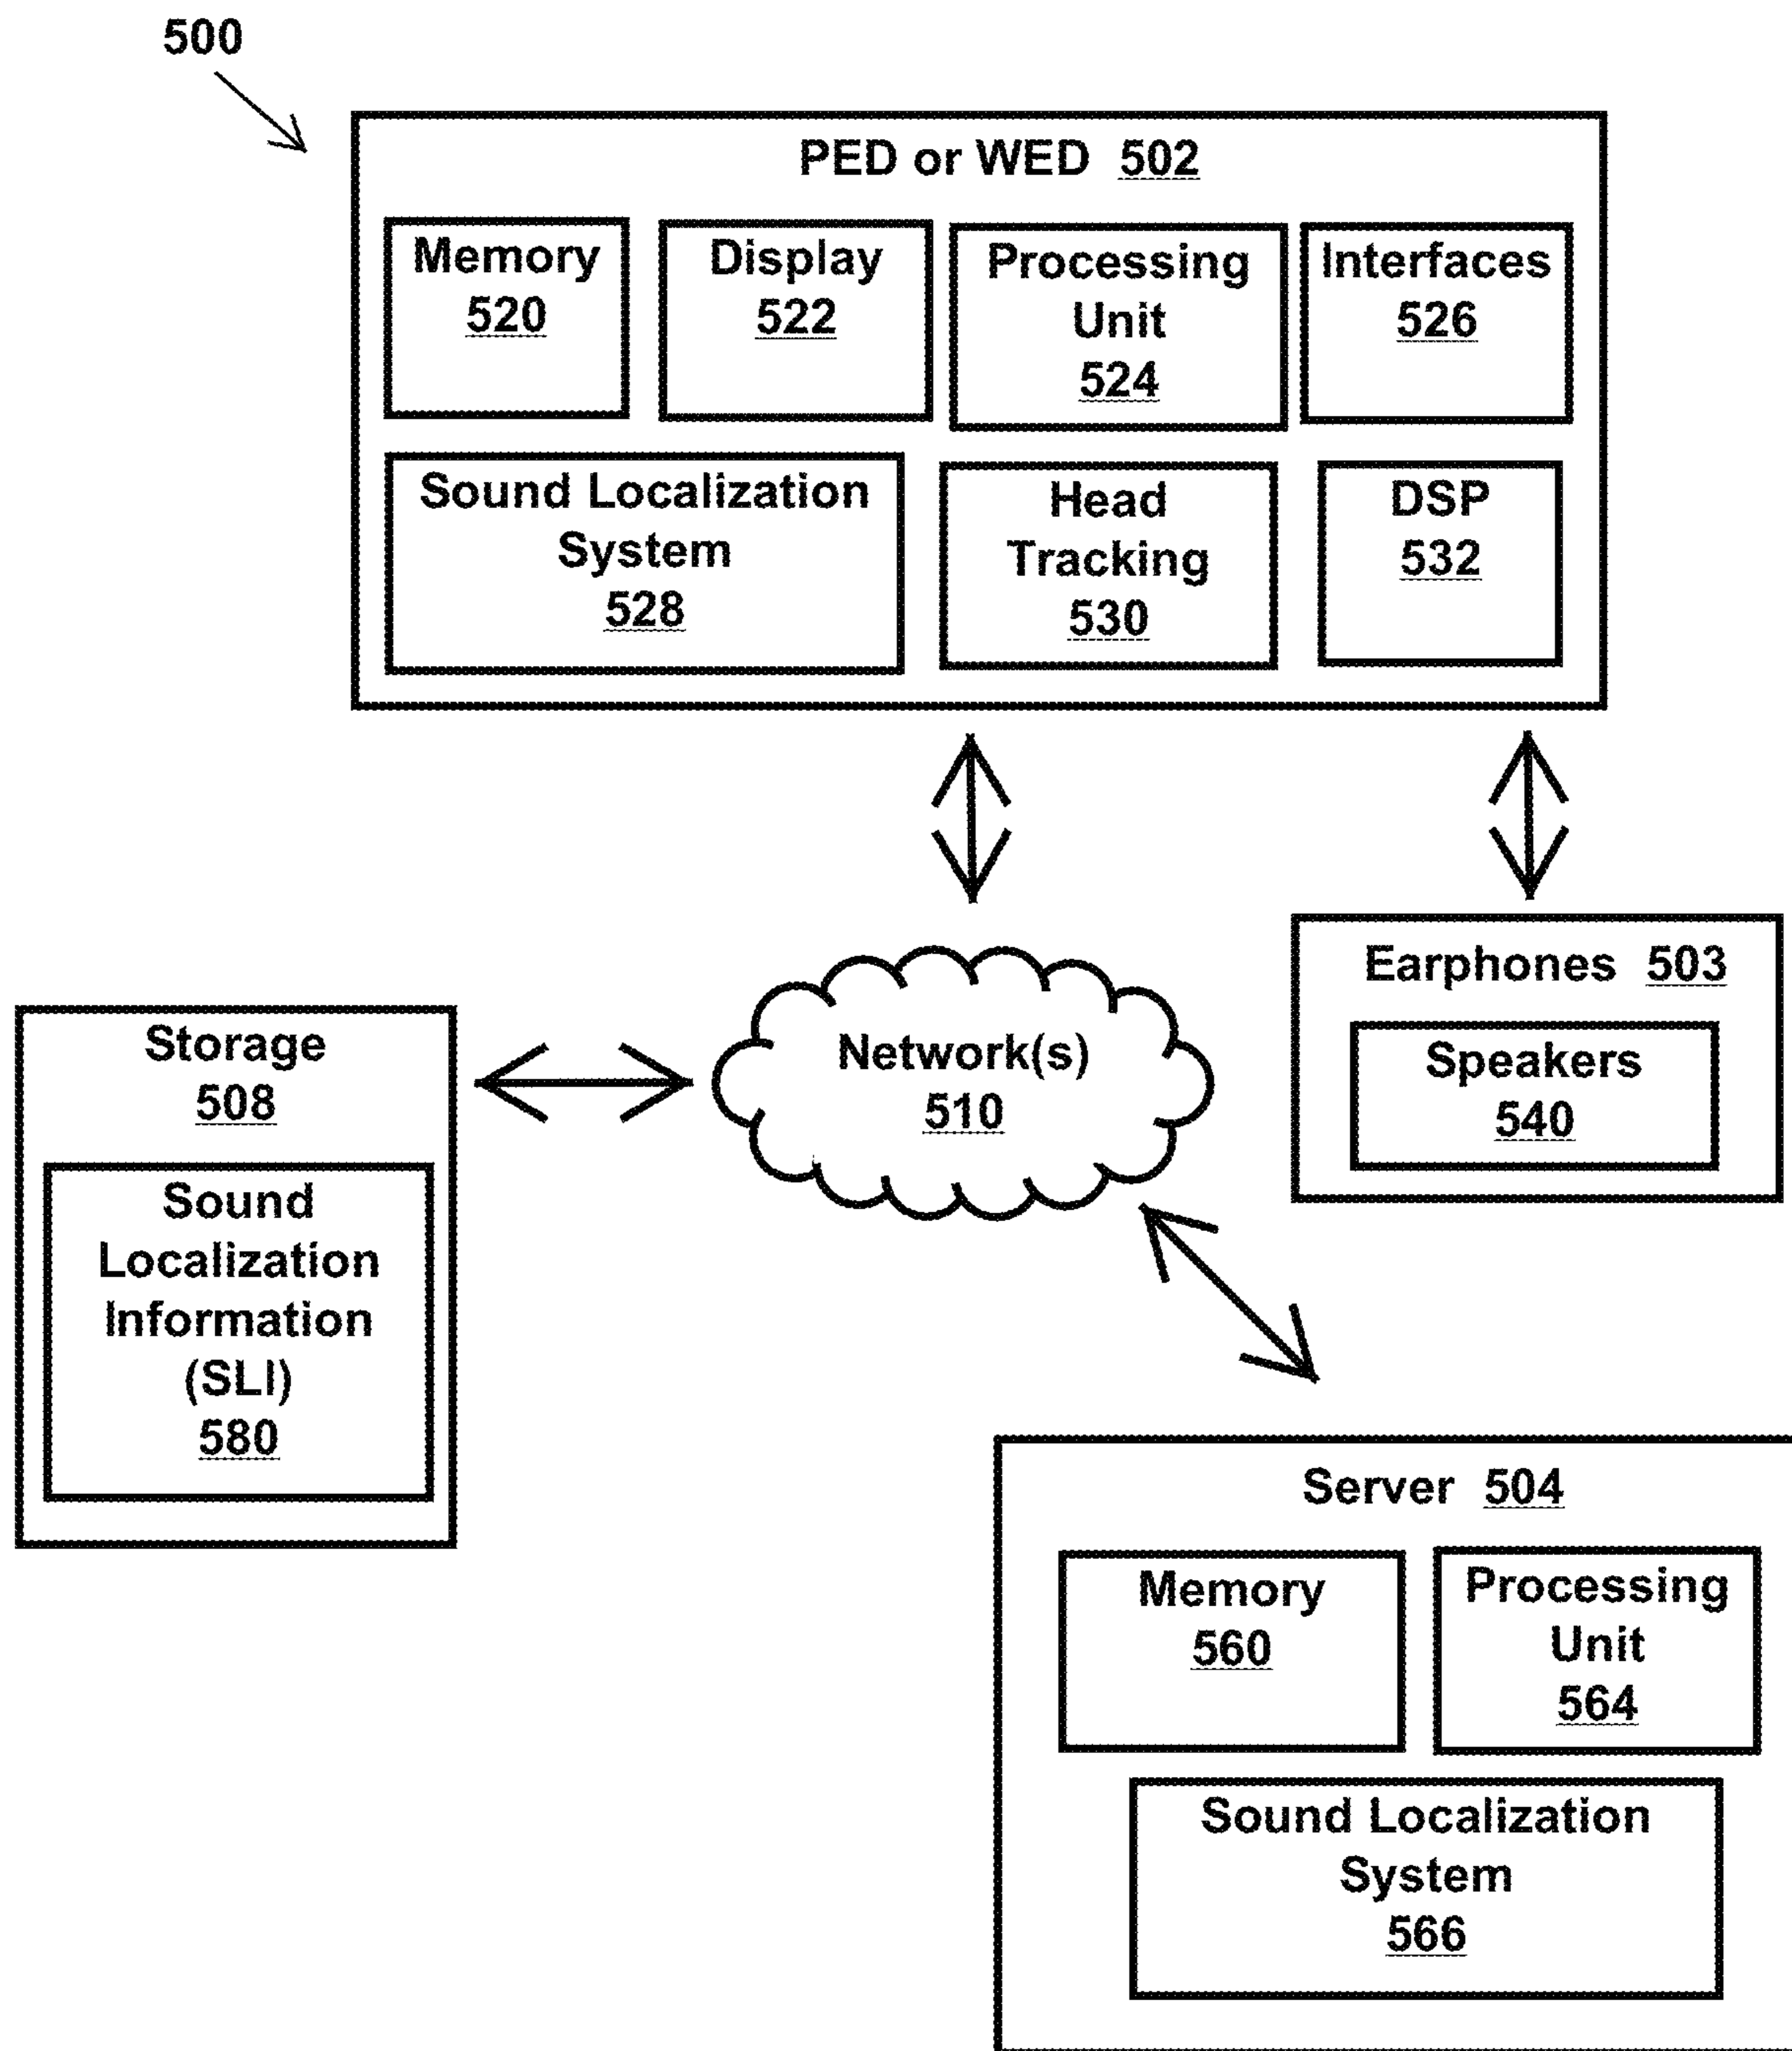 500
PED or WED 502
Memory
520
Display
522
Processing
Unit
524
Interfaces
526
Sound Localization
System
528
Head
Tracking
530
DSP
532
Earphones 503
Speakers
540
Network(s)
510
Storage
508
Sound
Localization
Information
(SLI)
580
Server 504
Memory
560
Processing
Unit
564
Sound Localization
System
566